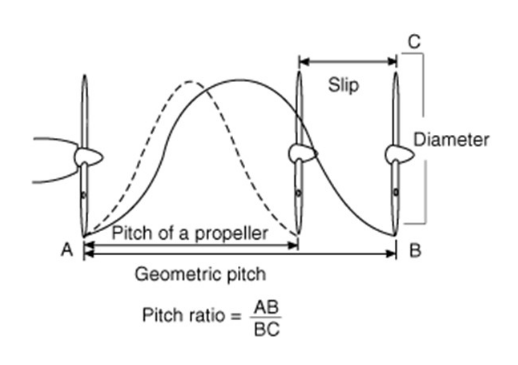 C
Slip
Diameter
Pitch of a propeller
A
B
Geometric pitch
Pitch ratio = AB
BC